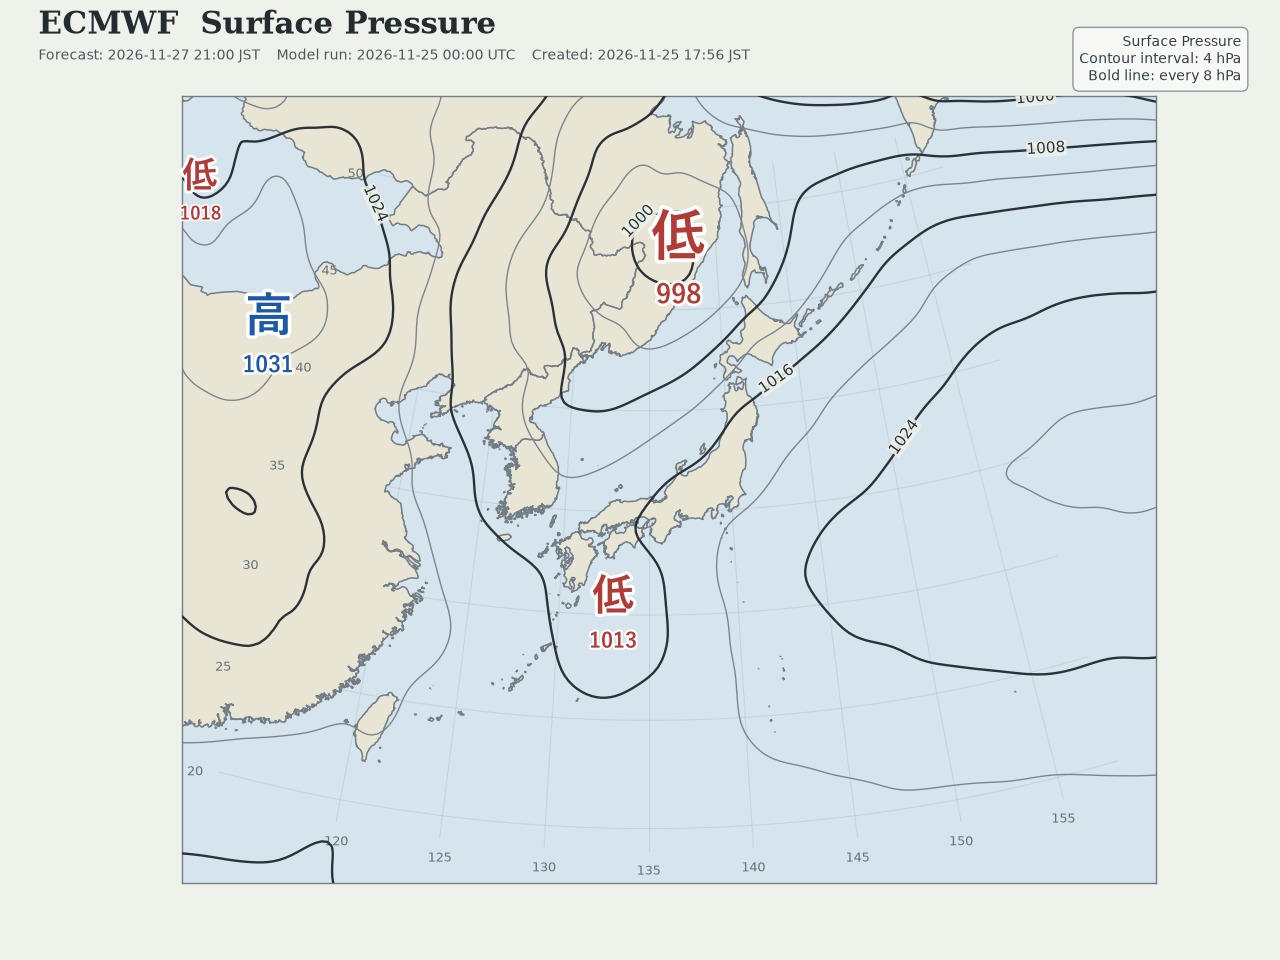 ECMWF  Surface Pressure
Forecast: 2026-11-27 21:00 JST    Model run: 2026-11-25 00:00 UTC    Created: 2026-11-25 17:56 JST
Surface Pressure
Contour interval: 4 hPa
Bold line: every 8 hPa
1000
1008
低
1018
50
1024
1000
低
998
45
高
1031
40
1016
1024
35
30
低
1013
25
20
120
125
130
135
140
145
150
155